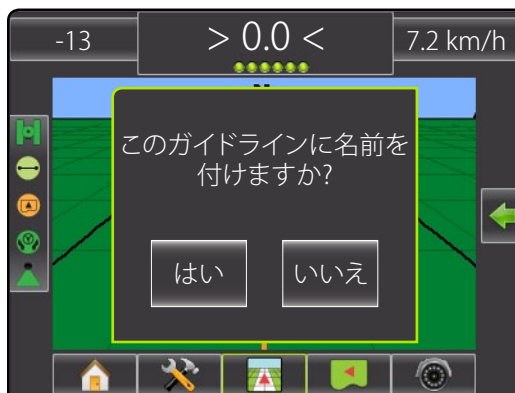 -13
> 0.0 <
7.2 km/h
このガイドラインに名前を
付けますか?
はい
いいえ